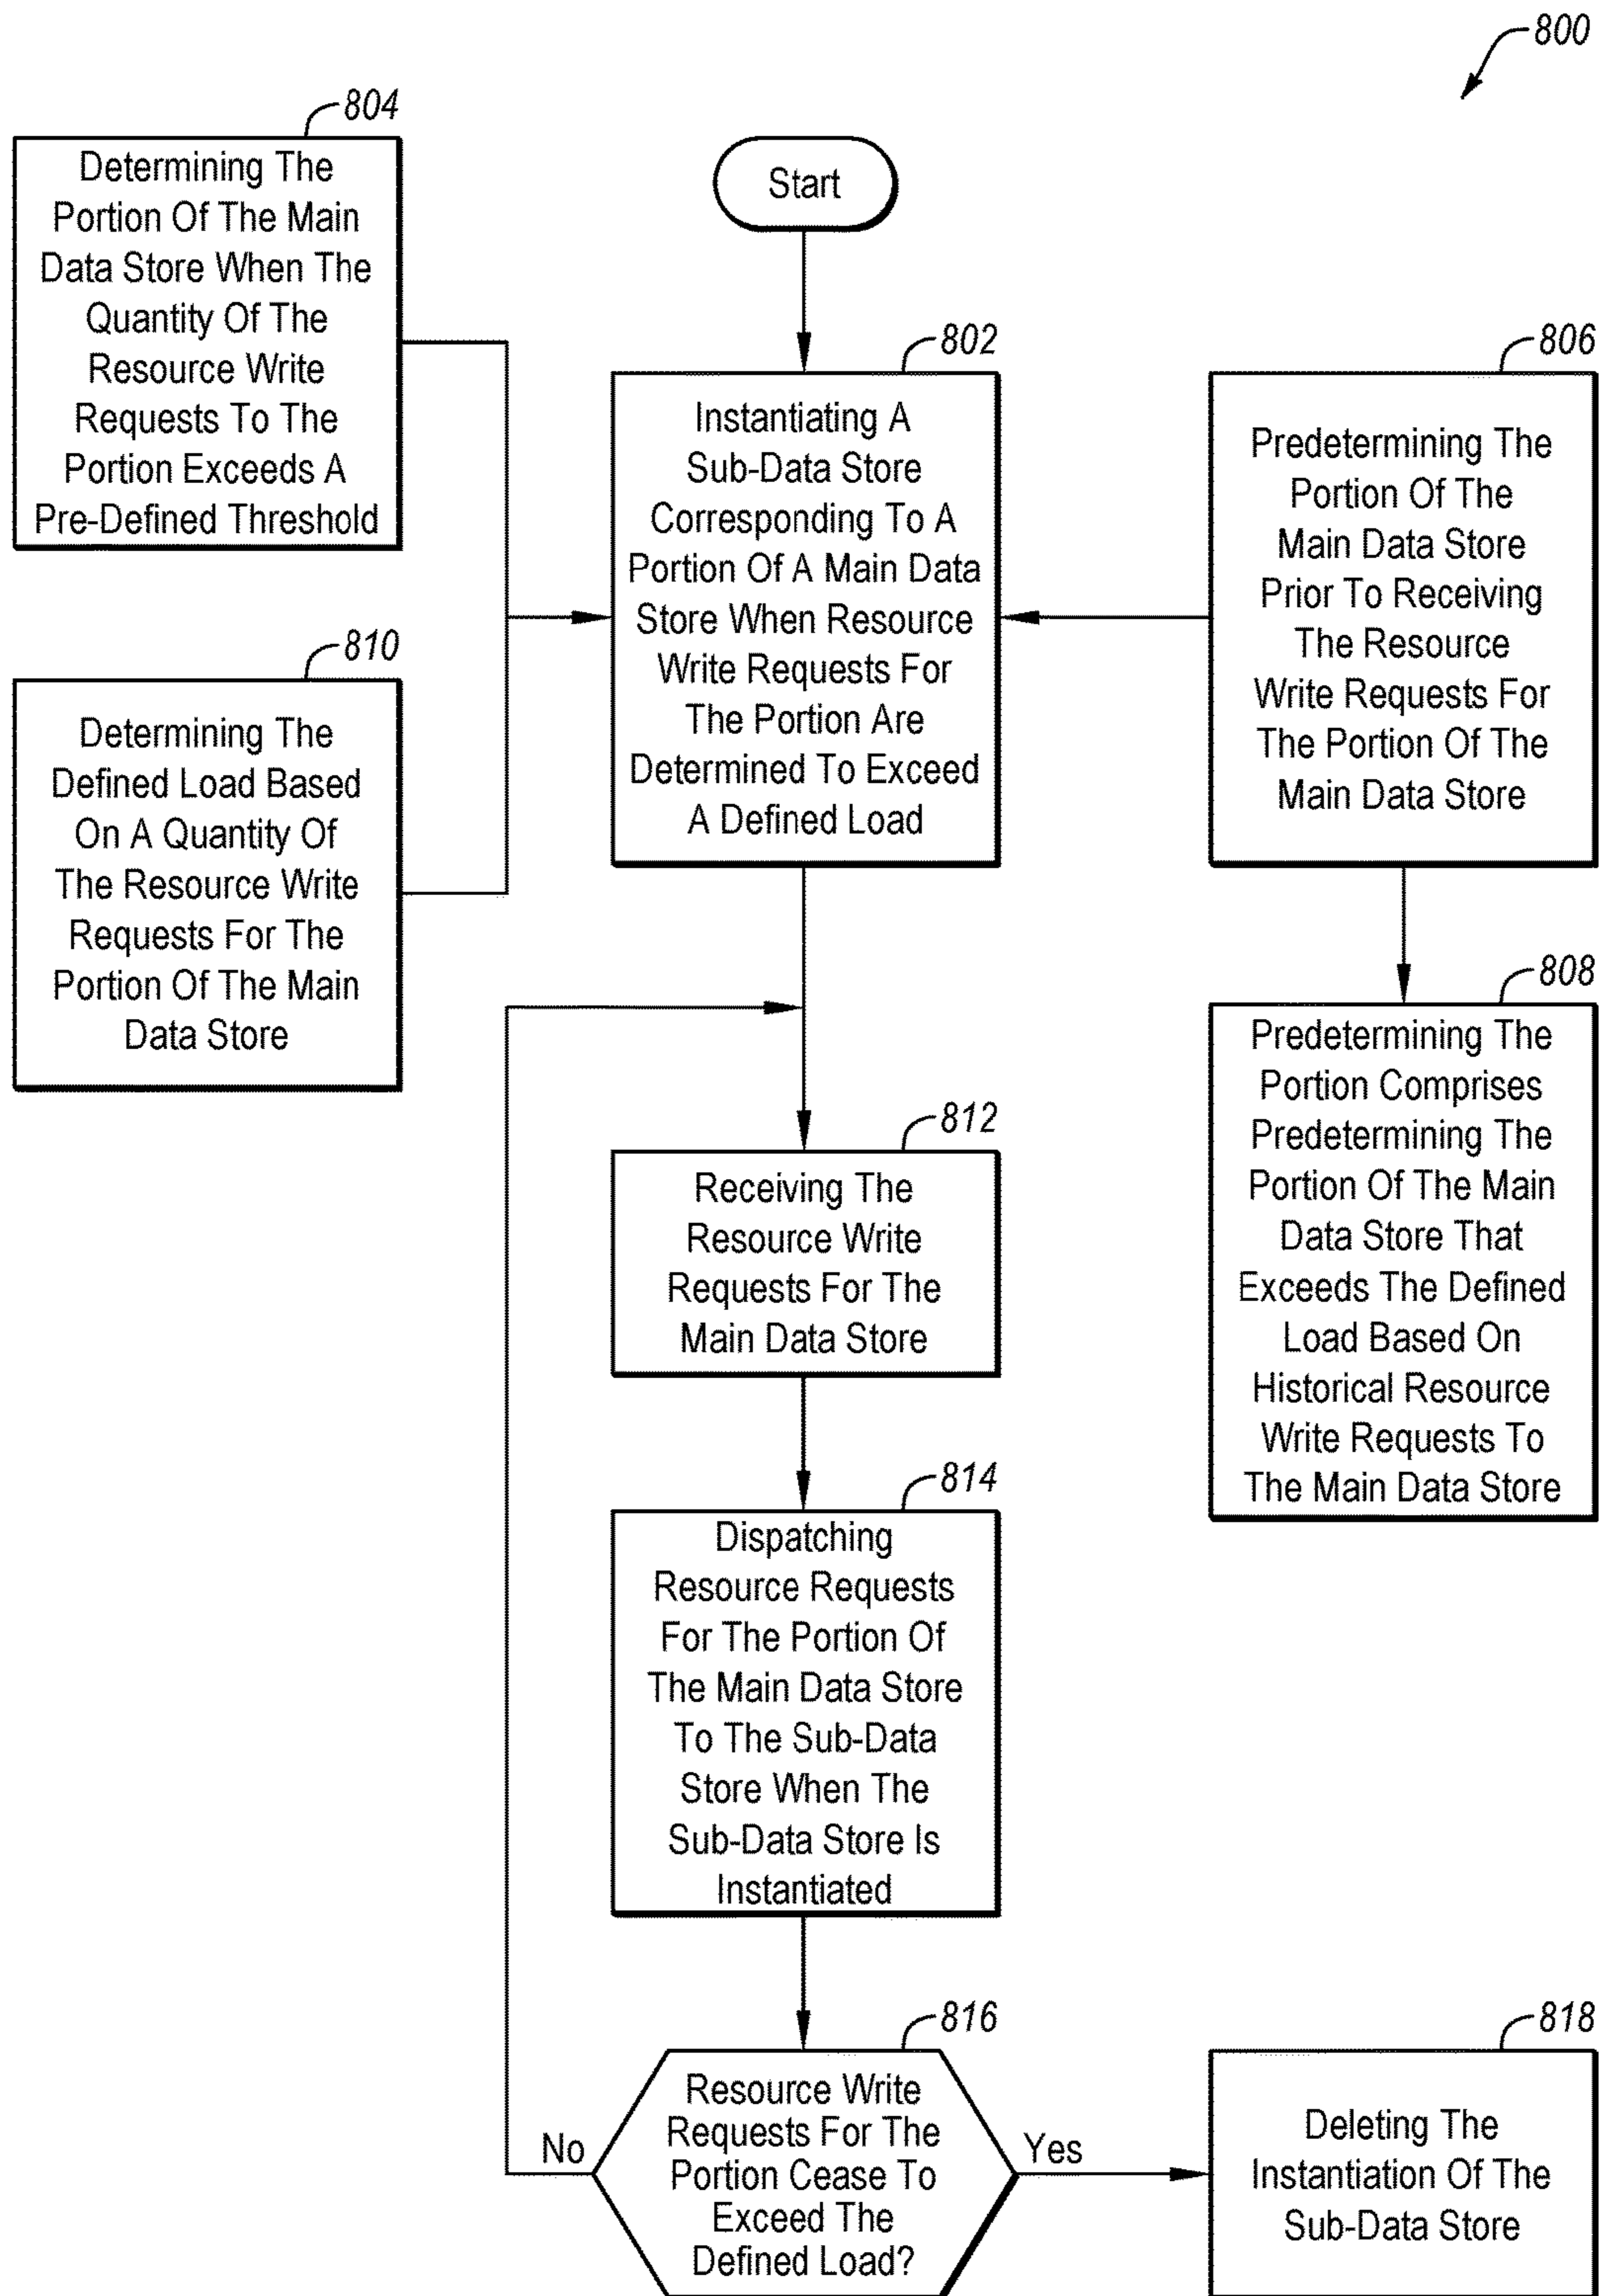 800
804
Determining The
Portion Of The Main
Data Store When The
Quantity Of The
Resource Write
Requests To The
Portion Exceeds A
Pre-Defined Threshold
Start
802
Instantiating A
Sub-Data Store
Corresponding To A
Portion Of A Main Data
Store When Resource
Write Requests For
The Portion Are
Determined To Exceed
A Defined Load
806
Predetermining The
Portion Of The
Main Data Store
Prior To Receiving
The Resource
Write Requests For
The Portion Of The
Main Data Store
810
Determining The
Defined Load Based
On A Quantity Of
The Resource Write
Requests For The
Portion Of The Main
Data Store
808
Predetermining The
Portion Comprises
Predetermining The
Portion Of The Main
Data Store That
Exceeds The Defined
Load Based On
Historical Resource
Write Requests To
The Main Data Store
812
Receiving The
Resource Write
Requests For The
Main Data Store
814
Dispatching
Resource Requests
For The Portion Of
The Main Data Store
To The Sub-Data
Store When The
Sub-Data Store Is
Instantiated
816
Resource Write
Requests For The
Portion Cease To
Exceed The
Defined Load?
No
Yes
818
Deleting The
Instantiation Of The
Sub-Data Store